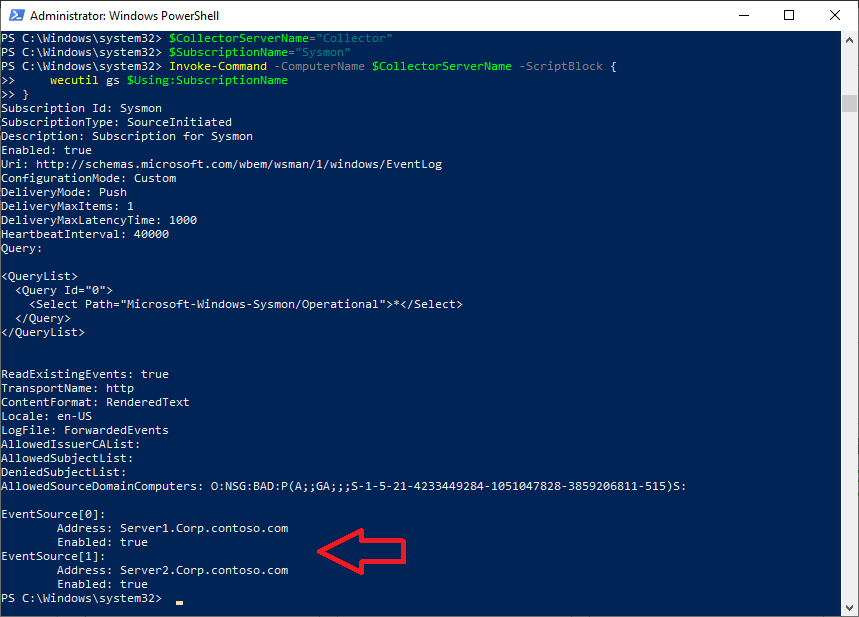 Administrator: Windows PowerShell
PS C:\Windows\system32> $CollectorServerName="Collector"
PS C:\Windows\system32> $SubscriptionName="Sysmon"
PS C:\Windows\system32> Invoke-Command -ComputerName $CollectorServerName -ScriptBlock {
>>     wecutil gs $Using:SubscriptionName
>> }
Subscription Id: Sysmon
SubscriptionType: SourceInitiated
Description: Subscription for Sysmon
Enabled: true
Uri: http://schemas.microsoft.com/wbem/wsman/1/windows/EventLog
ConfigurationMode: Custom
DeliveryMode: Push
DeliveryMaxItems: 1
DeliveryMaxLatencyTime: 1000
HeartbeatInterval: 40000
Query:
<QueryList>
  <Query Id="0">
    <Select Path="Microsoft-Windows-Sysmon/Operational">*</Select>
  </Query>
</QueryList>
ReadExistingEvents: true
TransportName: http
ContentFormat: RenderedText
Locale: en-US
LogFile: ForwardedEvents
AllowedIssuerCAList:
AllowedSubjectList:
DeniedSubjectList:
AllowedSourceDomainComputers: O:NSG:BAD:P(A;;GA;;;S-1-5-21-4233449284-1051047828-3859206811-515)S:
EventSource[0]:
        Address: Server1.Corp.contoso.com
        Enabled: true
EventSource[1]:
        Address: Server2.Corp.contoso.com
        Enabled: true
PS C:\Windows\system32>